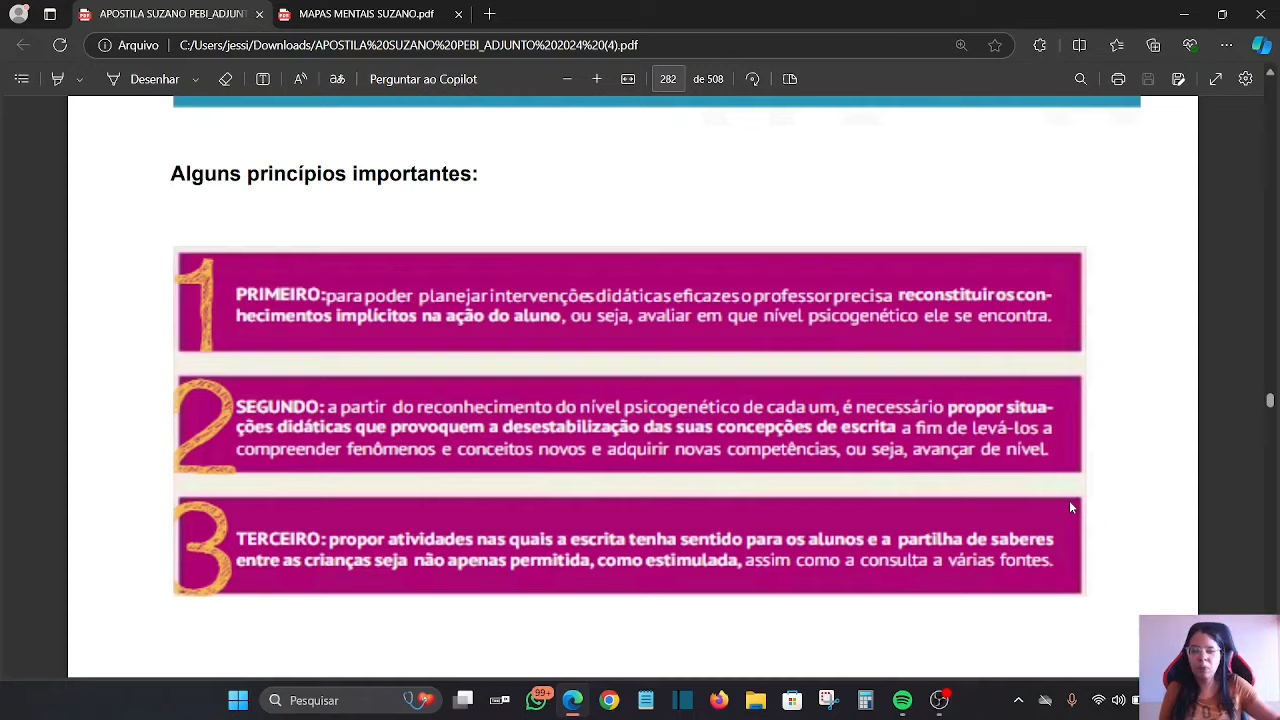 APOSTILA SUZANO PEBI_ADJUNT
MAPAS MENTAIS SUZANO.pdf
Arquivo
C:/Users/jessi/Downloads/APOSTILA%20SUZANO%20PEBI_ADJUNTO%202024%20(4).pdf
Desenhar
Perguntar ao Copilot
282
de 508
Alguns princípios importantes:
1
PRIMEIRO: para poder planejar intervenções didáticas eficazes o professor precisa reconstituir os con-
hecimentos implícitos na ação do aluno, ou seja, avaliar em que nível psicogenético ele se encontra.
2
SEGUNDO: a partir do reconhecimento do nível psicogenético de cada um, é necessário propor situa-
ções didáticas que provoquem a desestabilização das suas concepções de escrita a fim de levá-los a
compreender fenômenos e conceitos novos e adquirir novas competências, ou seja, avançar de nível.
3
TERCEIRO: propor atividades nas quais a escrita tenha sentido para os alunos e a partilha de saberes
entre as crianças seja não apenas permitida, como estimulada, assim como a consulta a várias fontes.
Pesquisar
99+